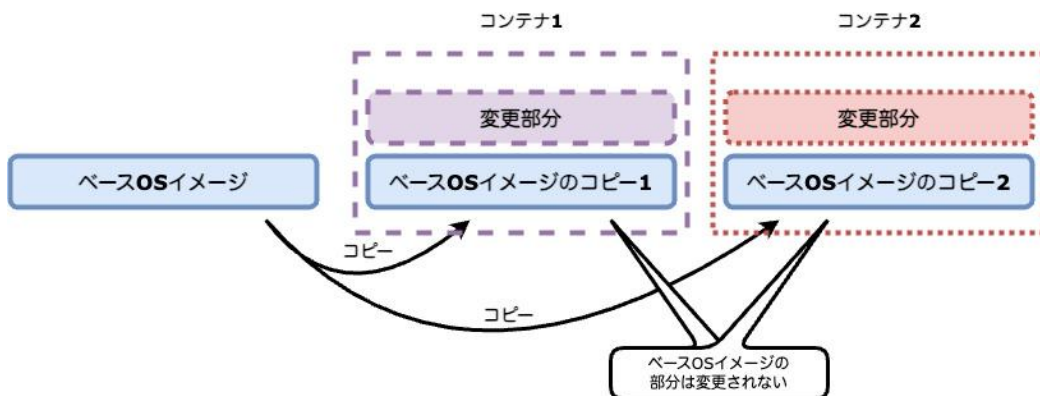 コンテナ1
コンテナ2
変更部分
変更部分
ベースOSイメージ
ベースOSイメージのコピー1
ベースOSイメージのコピー2
コピー
コピー
ベースOSイメージの
部分は変更されない